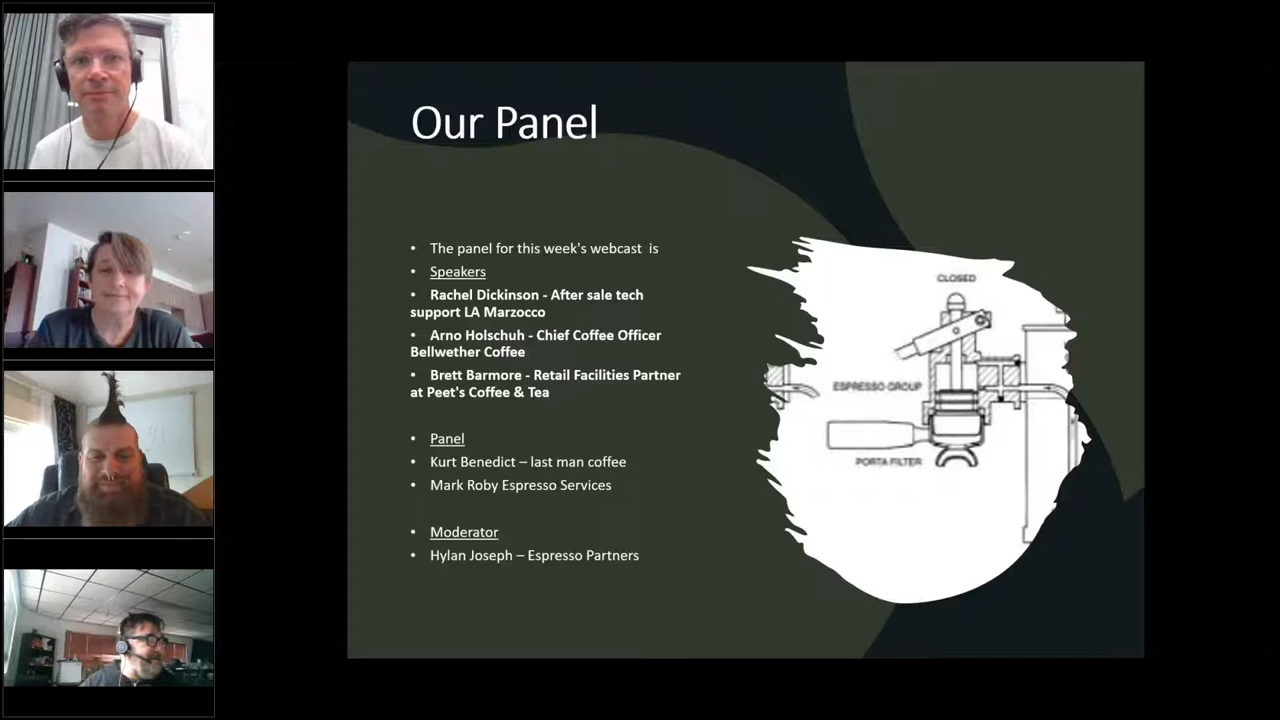 Our Panel
• The panel for this week's webcast is
• Speakers
• Rachel Dickinson - After sale tech
support LA Marzocco
• Arno Holschuh - Chief Coffee Officer
Bellwether Coffee
• Brett Barmore - Retail Facilities Partner
at Peet's Coffee & Tea
• Panel
• Kurt Benedict – last man coffee
• Mark Roby Espresso Services
• Moderator
• Hylan Joseph – Espresso Partners
CLOSED
ESPRESSO GROUP
PORTA FILTER